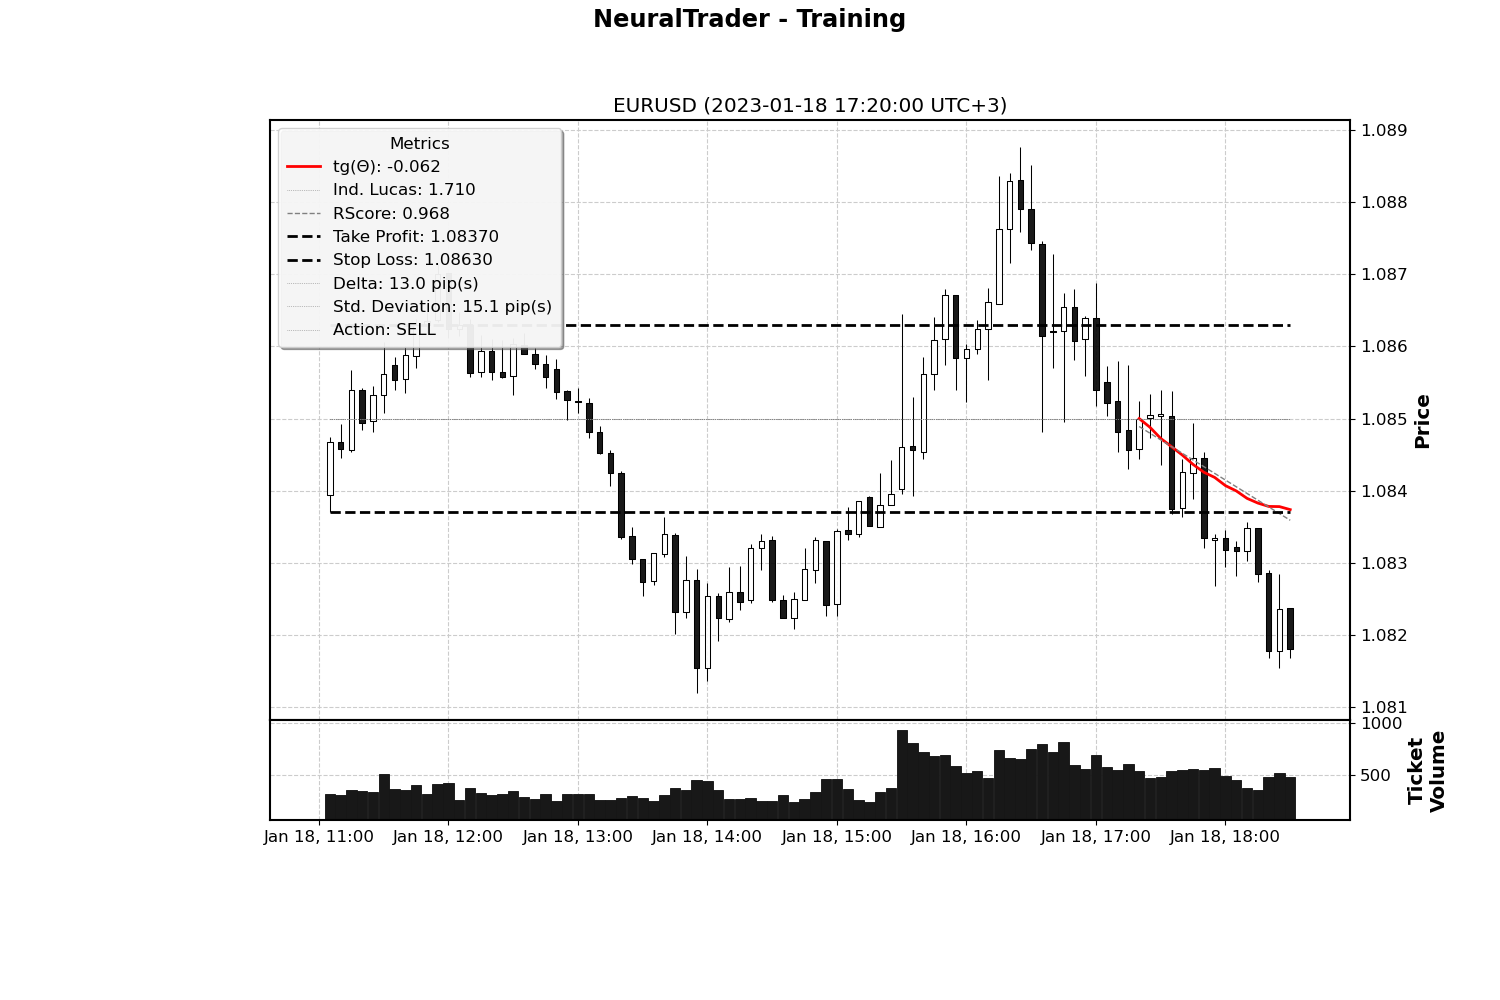 NeuralTrader - Training
EURUSD (2023-01-18 17:20:00 UTC+3)
Metrics
tg(Θ): -0.062
Ind. Lucas: 1.710
RScore: 0.968
Take Profit: 1.08370
Stop Loss: 1.08630
Delta: 13.0 pip(s)
Std. Deviation: 15.1 pip(s)
Action: SELL
1.089
1.088
1.087
1.086
1.085
1.084
1.083
1.082
1.081
Price
1000
500
Ticket
Volume
Jan 18, 11:00
Jan 18, 12:00
Jan 18, 13:00
Jan 18, 14:00
Jan 18, 15:00
Jan 18, 16:00
Jan 18, 17:00
Jan 18, 18:00